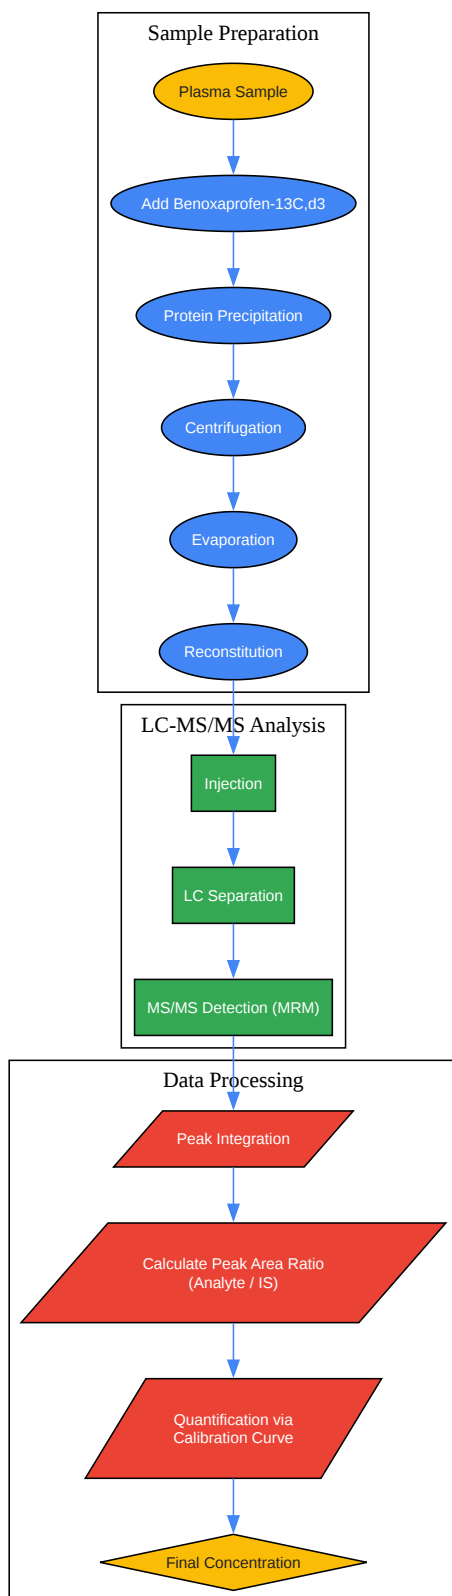 Sample Preparation
Plasma Sample
Add Benoxaprofen-13C,d3
Protein Precipitation
Centrifugation
Evaporation
Reconstitution
LC-MS/MS Analysis
Injection
LC Separation
MS/MS Detection (MRM)
Data Processing
Peak Integration
Calculate Peak Area Ratio
(Analyte / IS)
Quantification via
Calibration Curve
Final Concentration